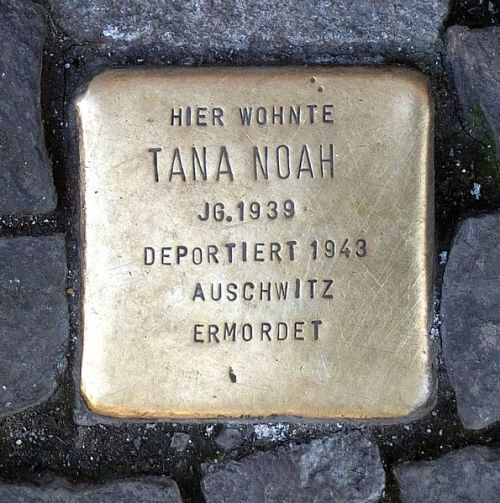 HIER WOHNTE
TANA NOAH
JG. 1939
DEPORTIERT 1943
AUSCHWITZ
ERMORDET